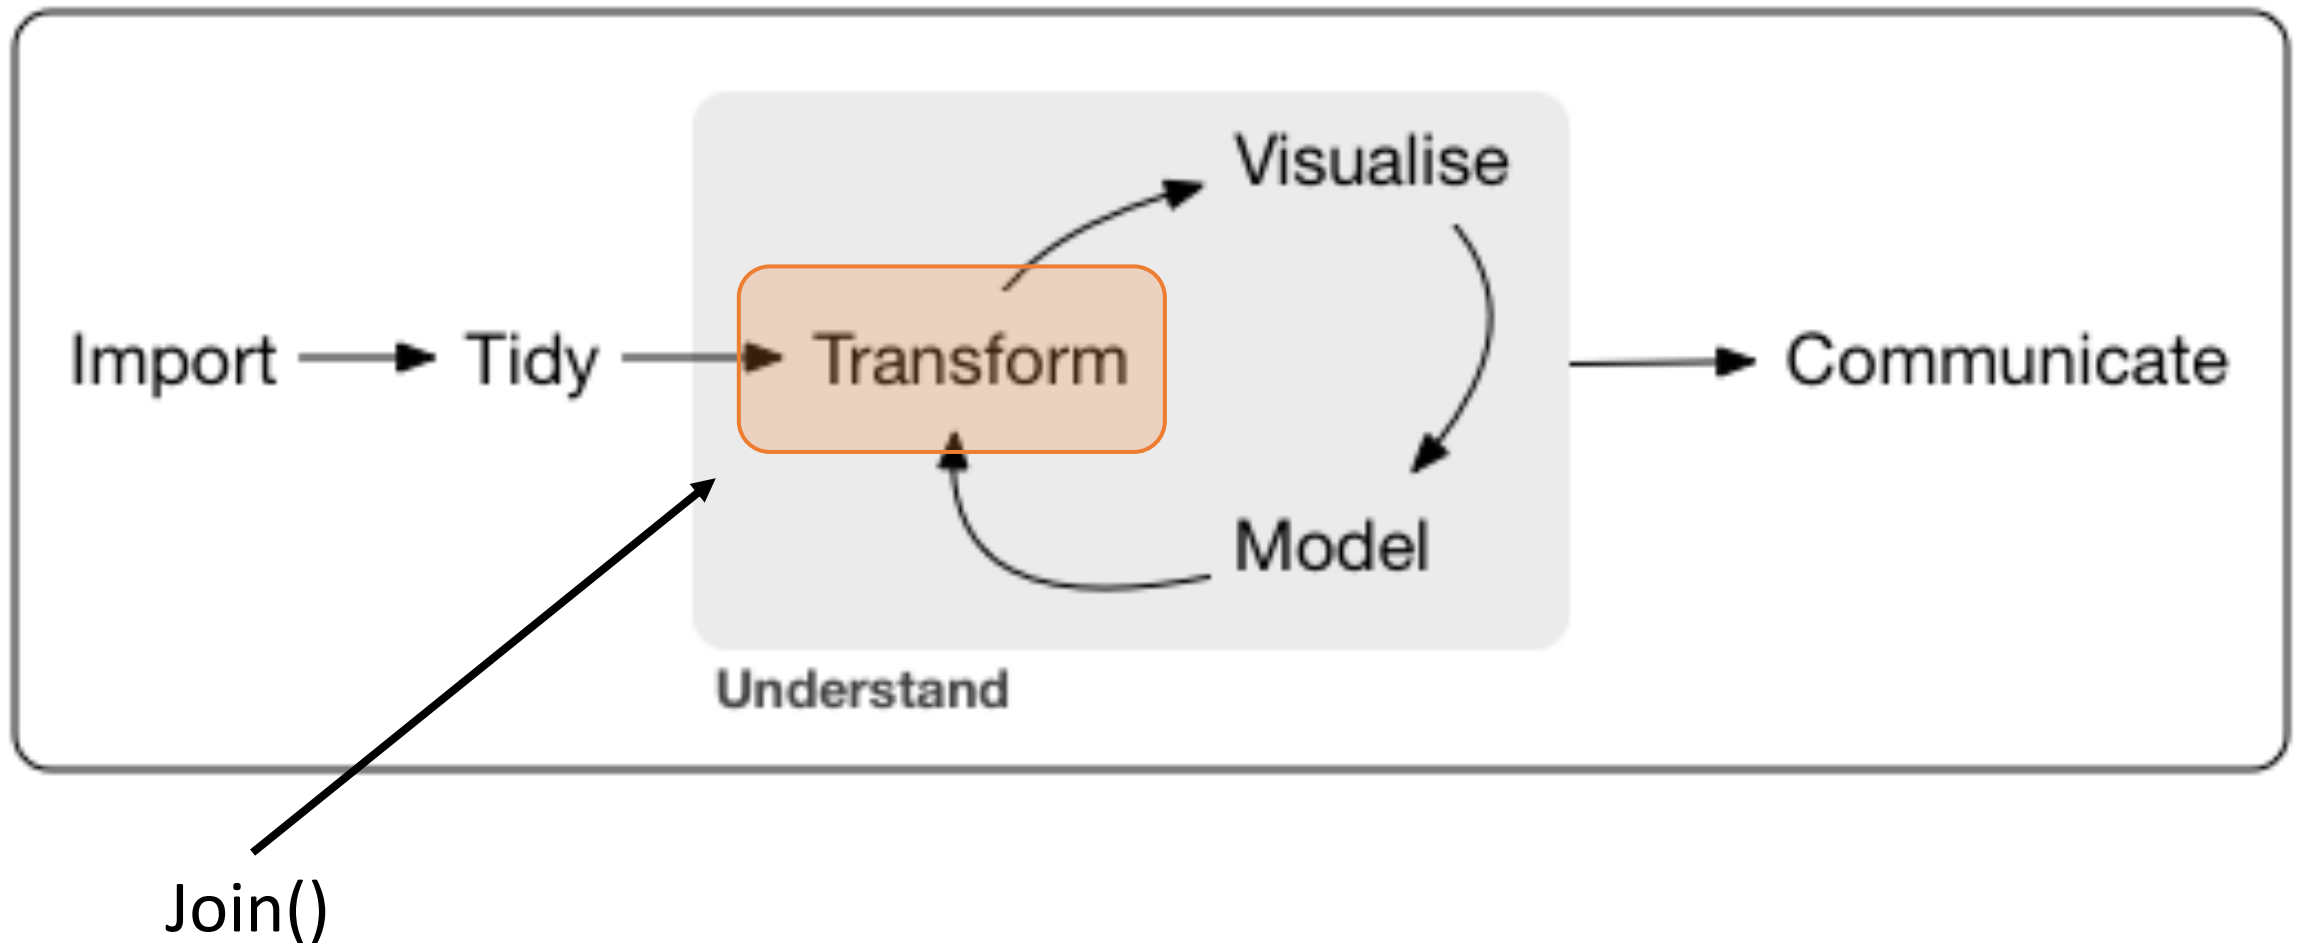 Visualise
Import
Tidy
Transform
Communicate
Model
Understand
Join()